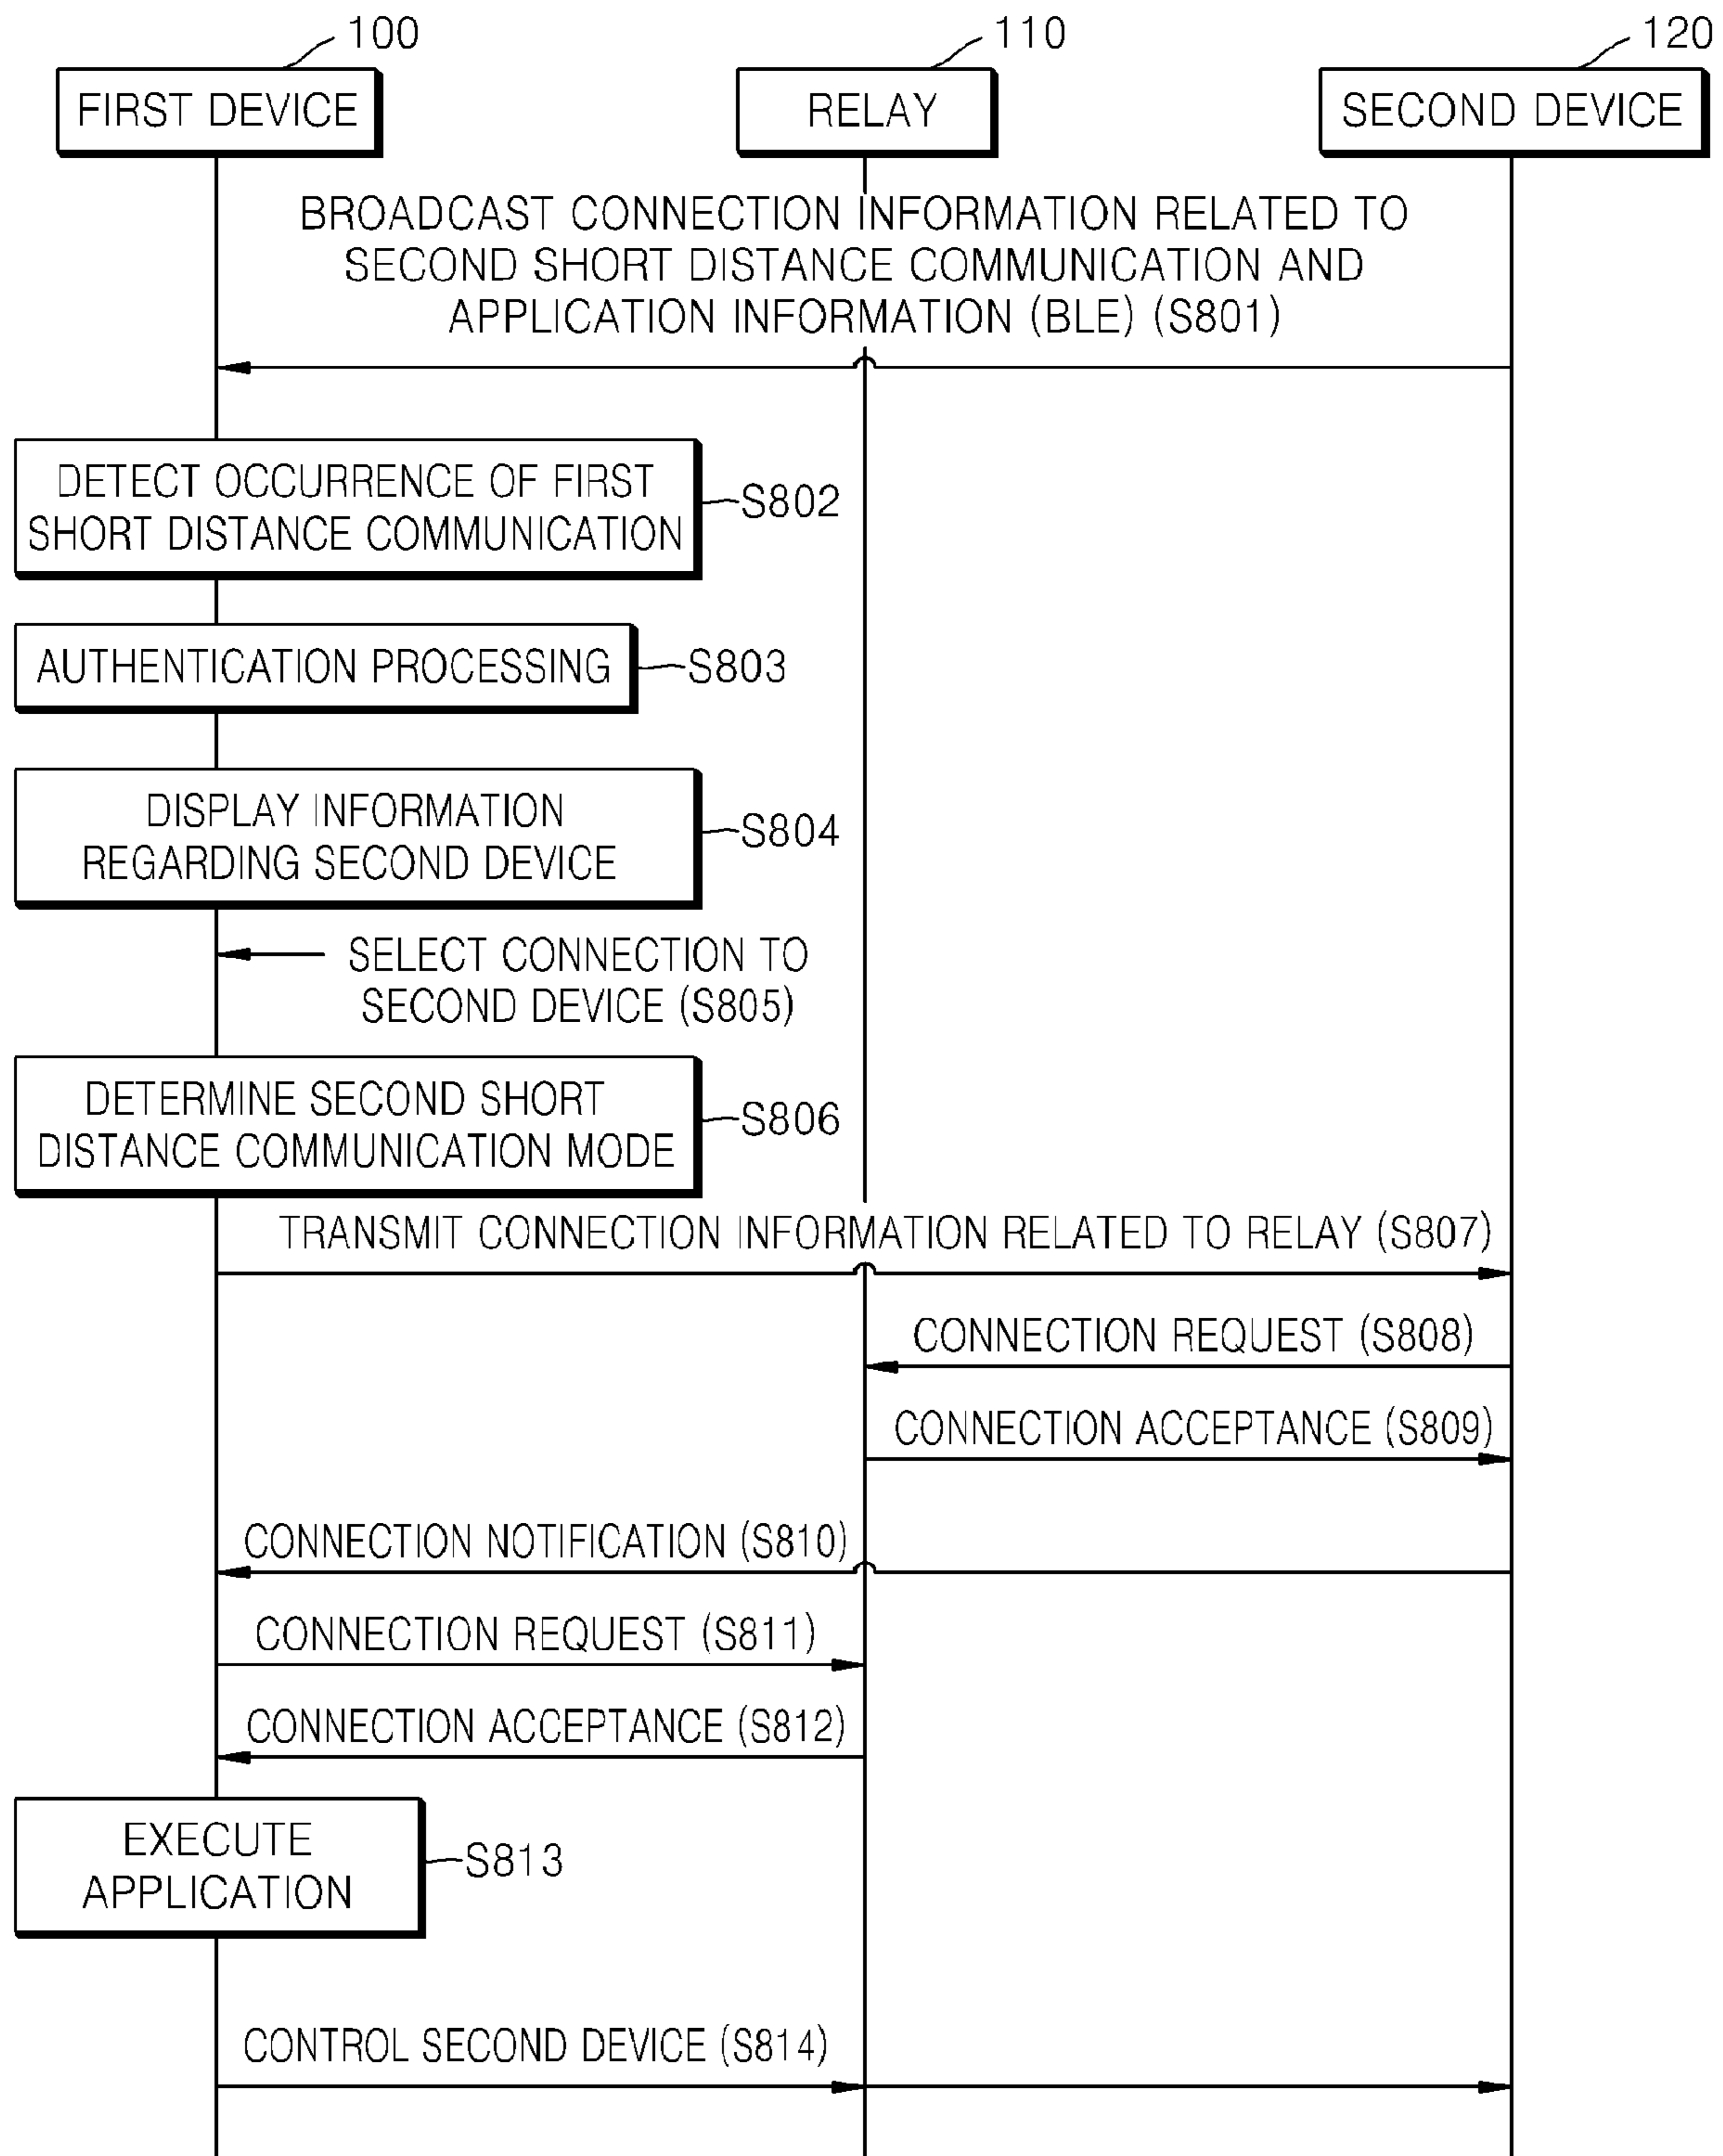 100
110
120
FIRST DEVICE
RELAY
SECOND DEVICE
BROADCAST CONNECTION INFORMATION RELATED TO
SECOND SHORT DISTANCE COMMUNICATION AND
APPLICATION INFORMATION (BLE) (S801)
DETECT OCCURRENCE OF FIRST
SHORT DISTANCE COMMUNICATION
S802
AUTHENTICATION PROCESSING
S803
DISPLAY INFORMATION
REGARDING SECOND DEVICE
S804
SELECT CONNECTION TO
SECOND DEVICE (S805)
DETERMINE SECOND SHORT
DISTANCE COMMUNICATION MODE
S806
TRANSMIT CONNECTION INFORMATION RELATED TO RELAY (S807)
CONNECTION REQUEST (S808)
CONNECTION ACCEPTANCE (S809)
CONNECTION NOTIFICATION (S810)
CONNECTION REQUEST (S811)
CONNECTION ACCEPTANCE (S812)
EXECUTE
APPLICATION
S813
CONTROL SECOND DEVICE (S814)